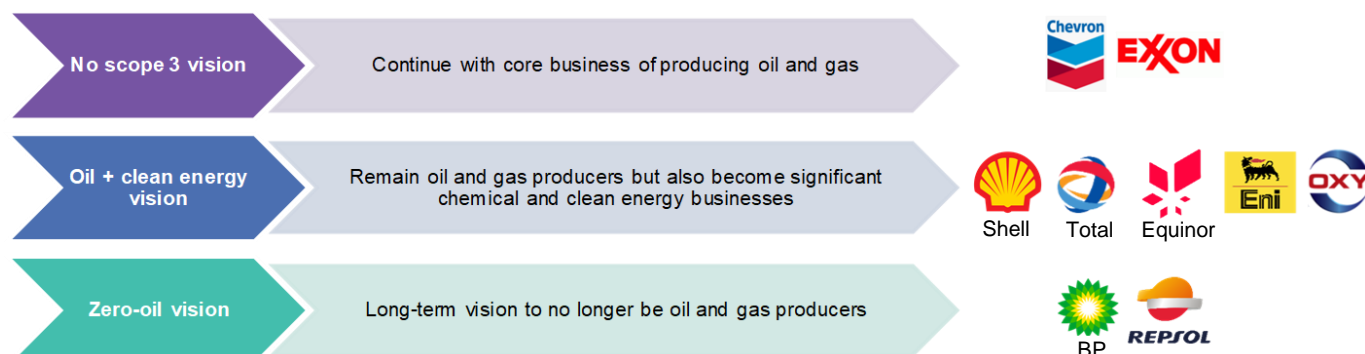 No scope 3 vision
Continue with core business of producing oil and gas
Chevron
EXXON
Oil + clean energy
vision
Remain oil and gas producers but also become significant
chemical and clean energy businesses
Shell
Total
Equinor
Eni
OXY
Zero-oil vision
Long-term vision to no longer be oil and gas producers
BP
REPSOL